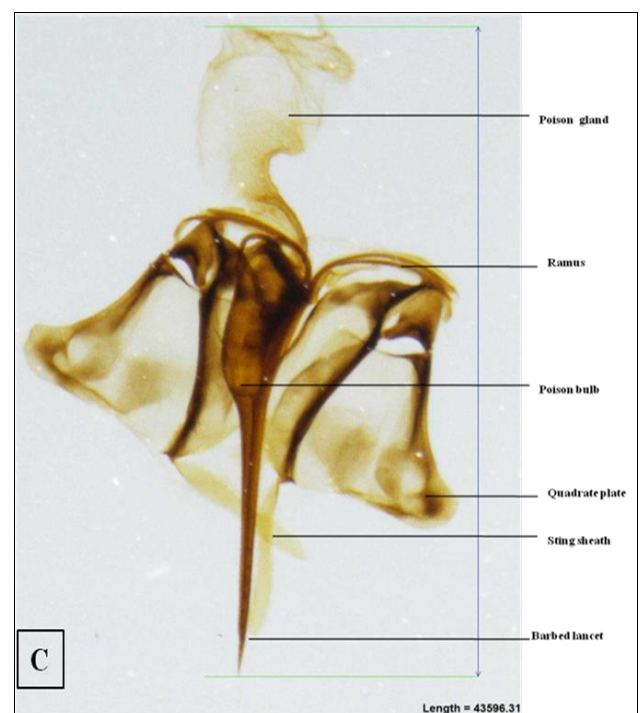 Poison gland
Ramus
Poison bulb
Quadrate plate
Sting sheath
Barbed lancet
C
Length = 43596.31